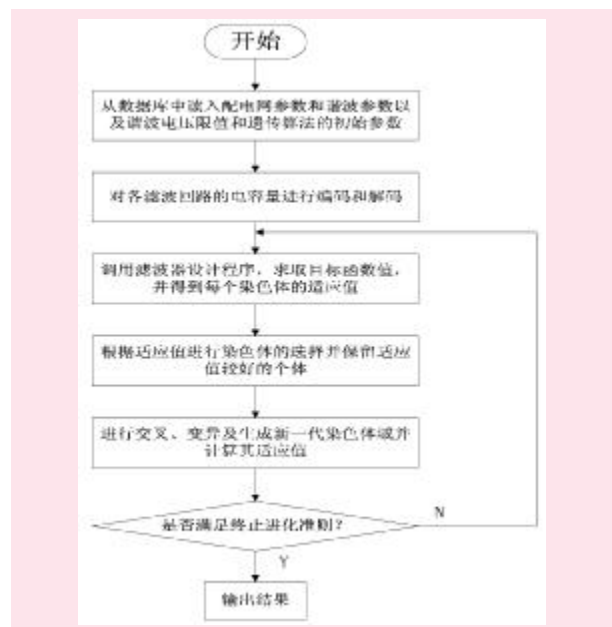 开始
从数据库中读入配电网参数和谐波参数以
及谐波电压限值和遗传算法的初始参数
对各滤波回路的电容量进行编码和解码
调用滤波器设计程序，求取目标函数值，
并得到每个染色体的适应值
根据适应值进行染色体的选择并保留适应
值较好的个体
进行交叉、变异及生成新一代染色体域并
计算其适应值
是否满足终止进化准则？
N
Y
输出结果